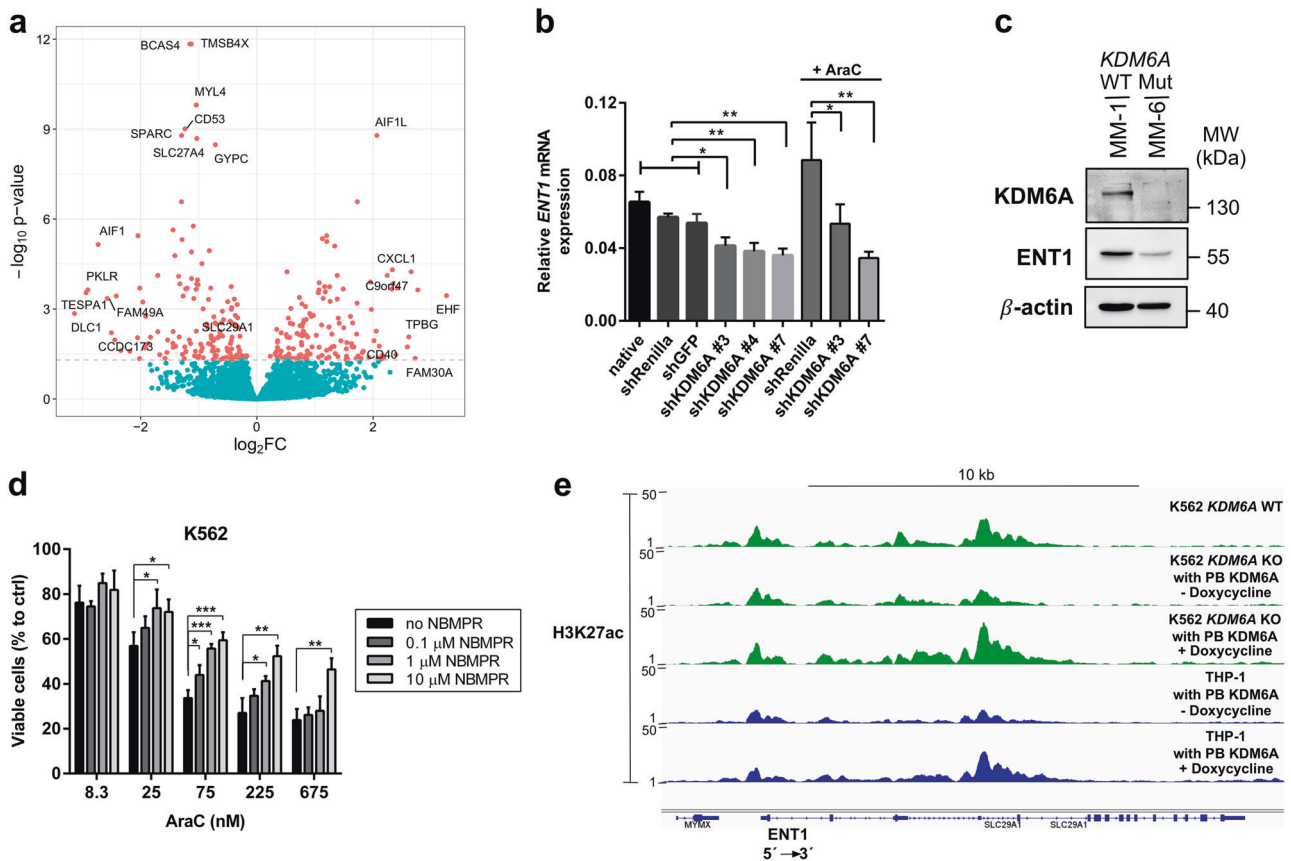 a
12
9
6
3
0
−log10 p−value
−2
0
2
log2FC
BCAS4
TMSB4X
MYL4
CD53
SPARC
SLC27A4
GYPC
AIF1L
AIF1
PKLR
TESPA1
FAM49A
DLC1
CCDC173
SLC29A1
CXCL1
C9orf47
EHF
TPBG
CD40
FAM30A
b
+ AraC
** 
**
*
**
*
0.12
0.08
0.04
0.00
Relative ENT1 mRNA
expression
native
shRenilla
shGFP
shKDM6A #3
shKDM6A #4
shKDM6A #7
shRenilla
shKDM6A #3
shKDM6A #7
c
KDM6A
WT Mut
MM-1
MM-6
MW
(kDa)
KDM6A
130
ENT1
55
β-actin
40
d
K562
100
80
60
40
20
0
Viable cells (% to ctrl)
*
*
***
***
*
**
*
**
8.3 25 75 225 675
AraC (nM)
no NBMPR
0.1 μM NBMPR
1 μM NBMPR
10 μM NBMPR
e
10 kb
H3K27ac
50
1
K562 KDM6A WT
50
1
K562 KDM6A KO
with PB KDM6A
- Doxycycline
50
1
K562 KDM6A KO
with PB KDM6A
+ Doxycycline
50
1
THP-1
with PB KDM6A
- Doxycycline
50
1
THP-1
with PB KDM6A
+ Doxycycline
MYMX
SLC29A1
SLC29A1
ENT1
5´ → 3´